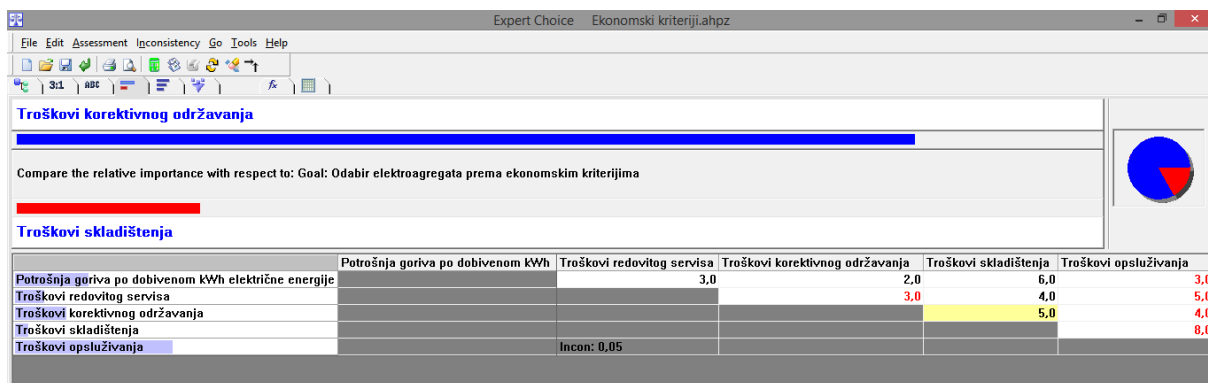 Expert Choice Ekonomski kriteriji.ahpz
File Edit Assessment Inconsistency Go Tools Help
3:1 ABC fx
Troškovi korektivnog održavanja
Compare the relative importance with respect to: Goal: Odabir elektroagregata prema ekonomskim kriterijima
Troškovi skladištenja
Potrošnja goriva po dobivenom kWh Troškovi redovitog servisa Troškovi korektivnog održavanja Troškovi skladištenja Troškovi opsluživanja
Potrošnja goriva po dobivenom kWh električne energije 3,0 2,0 6,0 3,0
Troškovi redovitog servisa 3,0 4,0 5,0
Troškovi korektivnog održavanja 5,0 4,0
Troškovi skladištenja 8,0
Troškovi opsluživanja Incon: 0,05